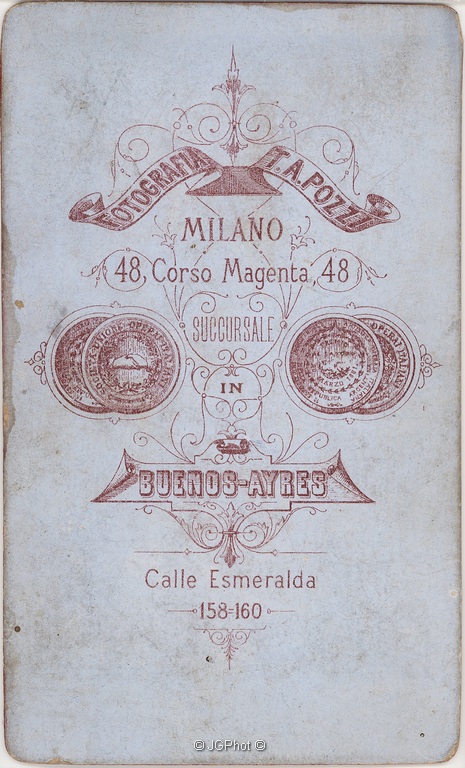 FOTOGRAFIA T. A. POZZI
MILANO
48, Corso Magenta, 48
SUCCURSALE
IN
BUENOS-AYRES
Calle Esmeralda
158-160
© JGPhot ©